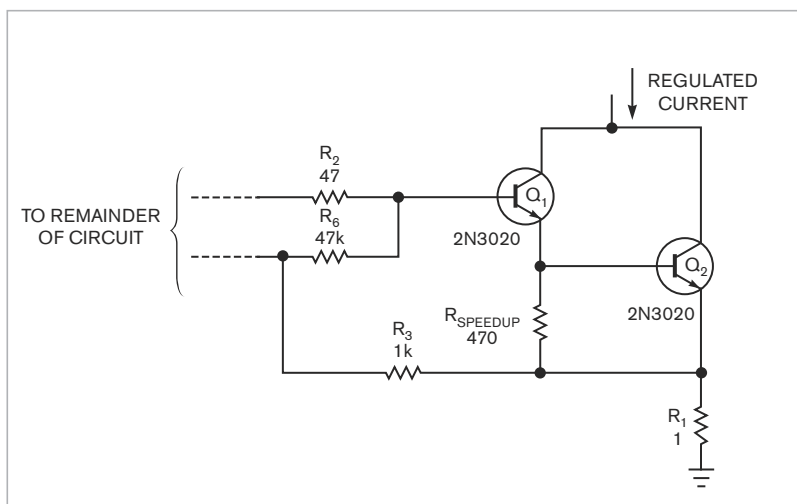 REGULATED
CURRENT
R2
47
TO REMAINDER
OF CIRCUIT
R6
47k
Q1
2N3020
Q2
2N3020
RSPEEDUP
470
R3
1k
R1
1